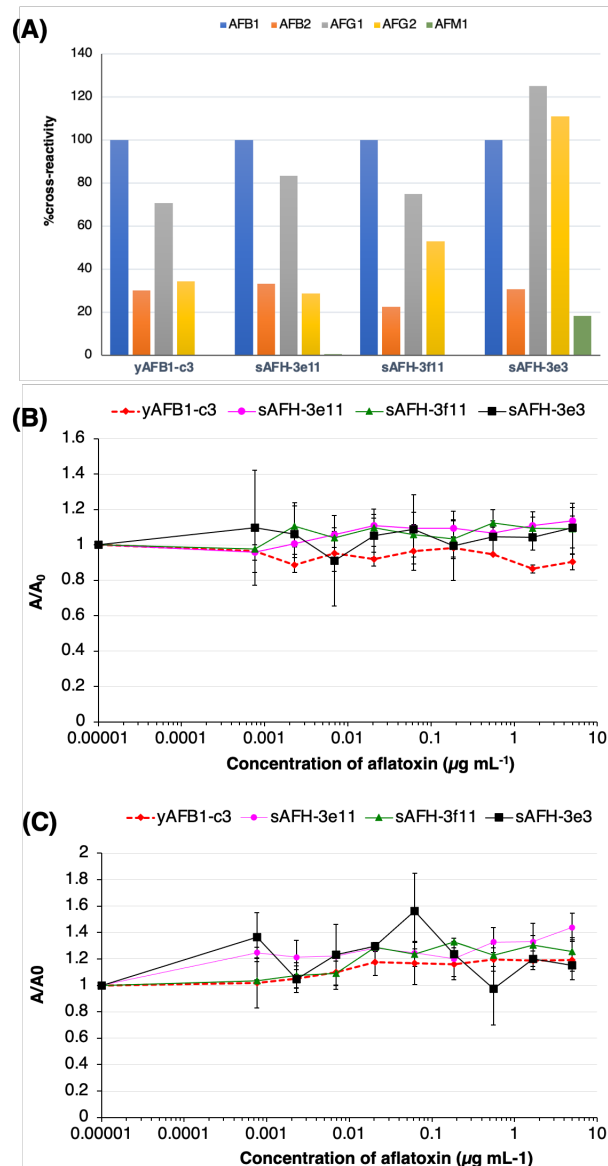 (A)
AFB1 AFB2 AFG1 AFG2 AFM1
140
120
100
80
60
40
20
0
%cross-reactivity
yAFB1-c3 sAFH-3e11 sAFH-3f11 sAFH-3e3
(B)
yAFB1-c3 sAFH-3e11 sAFH-3f11 sAFH-3e3
1.6
1.4
1.2
1
0.8
0.6
0.4
0.2
0
A/A0
0.00001 0.0001 0.001 0.01 0.1 1 10
Concentration of aflatoxin (µg mL-1)
(C)
yAFB1-c3 sAFH-3e11 sAFH-3f11 sAFH-3e3
2
1.8
1.6
1.4
1.2
1
0.8
0.6
0.4
0.2
0
A/A0
0.00001 0.0001 0.001 0.01 0.1 1 10
Concentration of aflatoxin (µg mL-1)